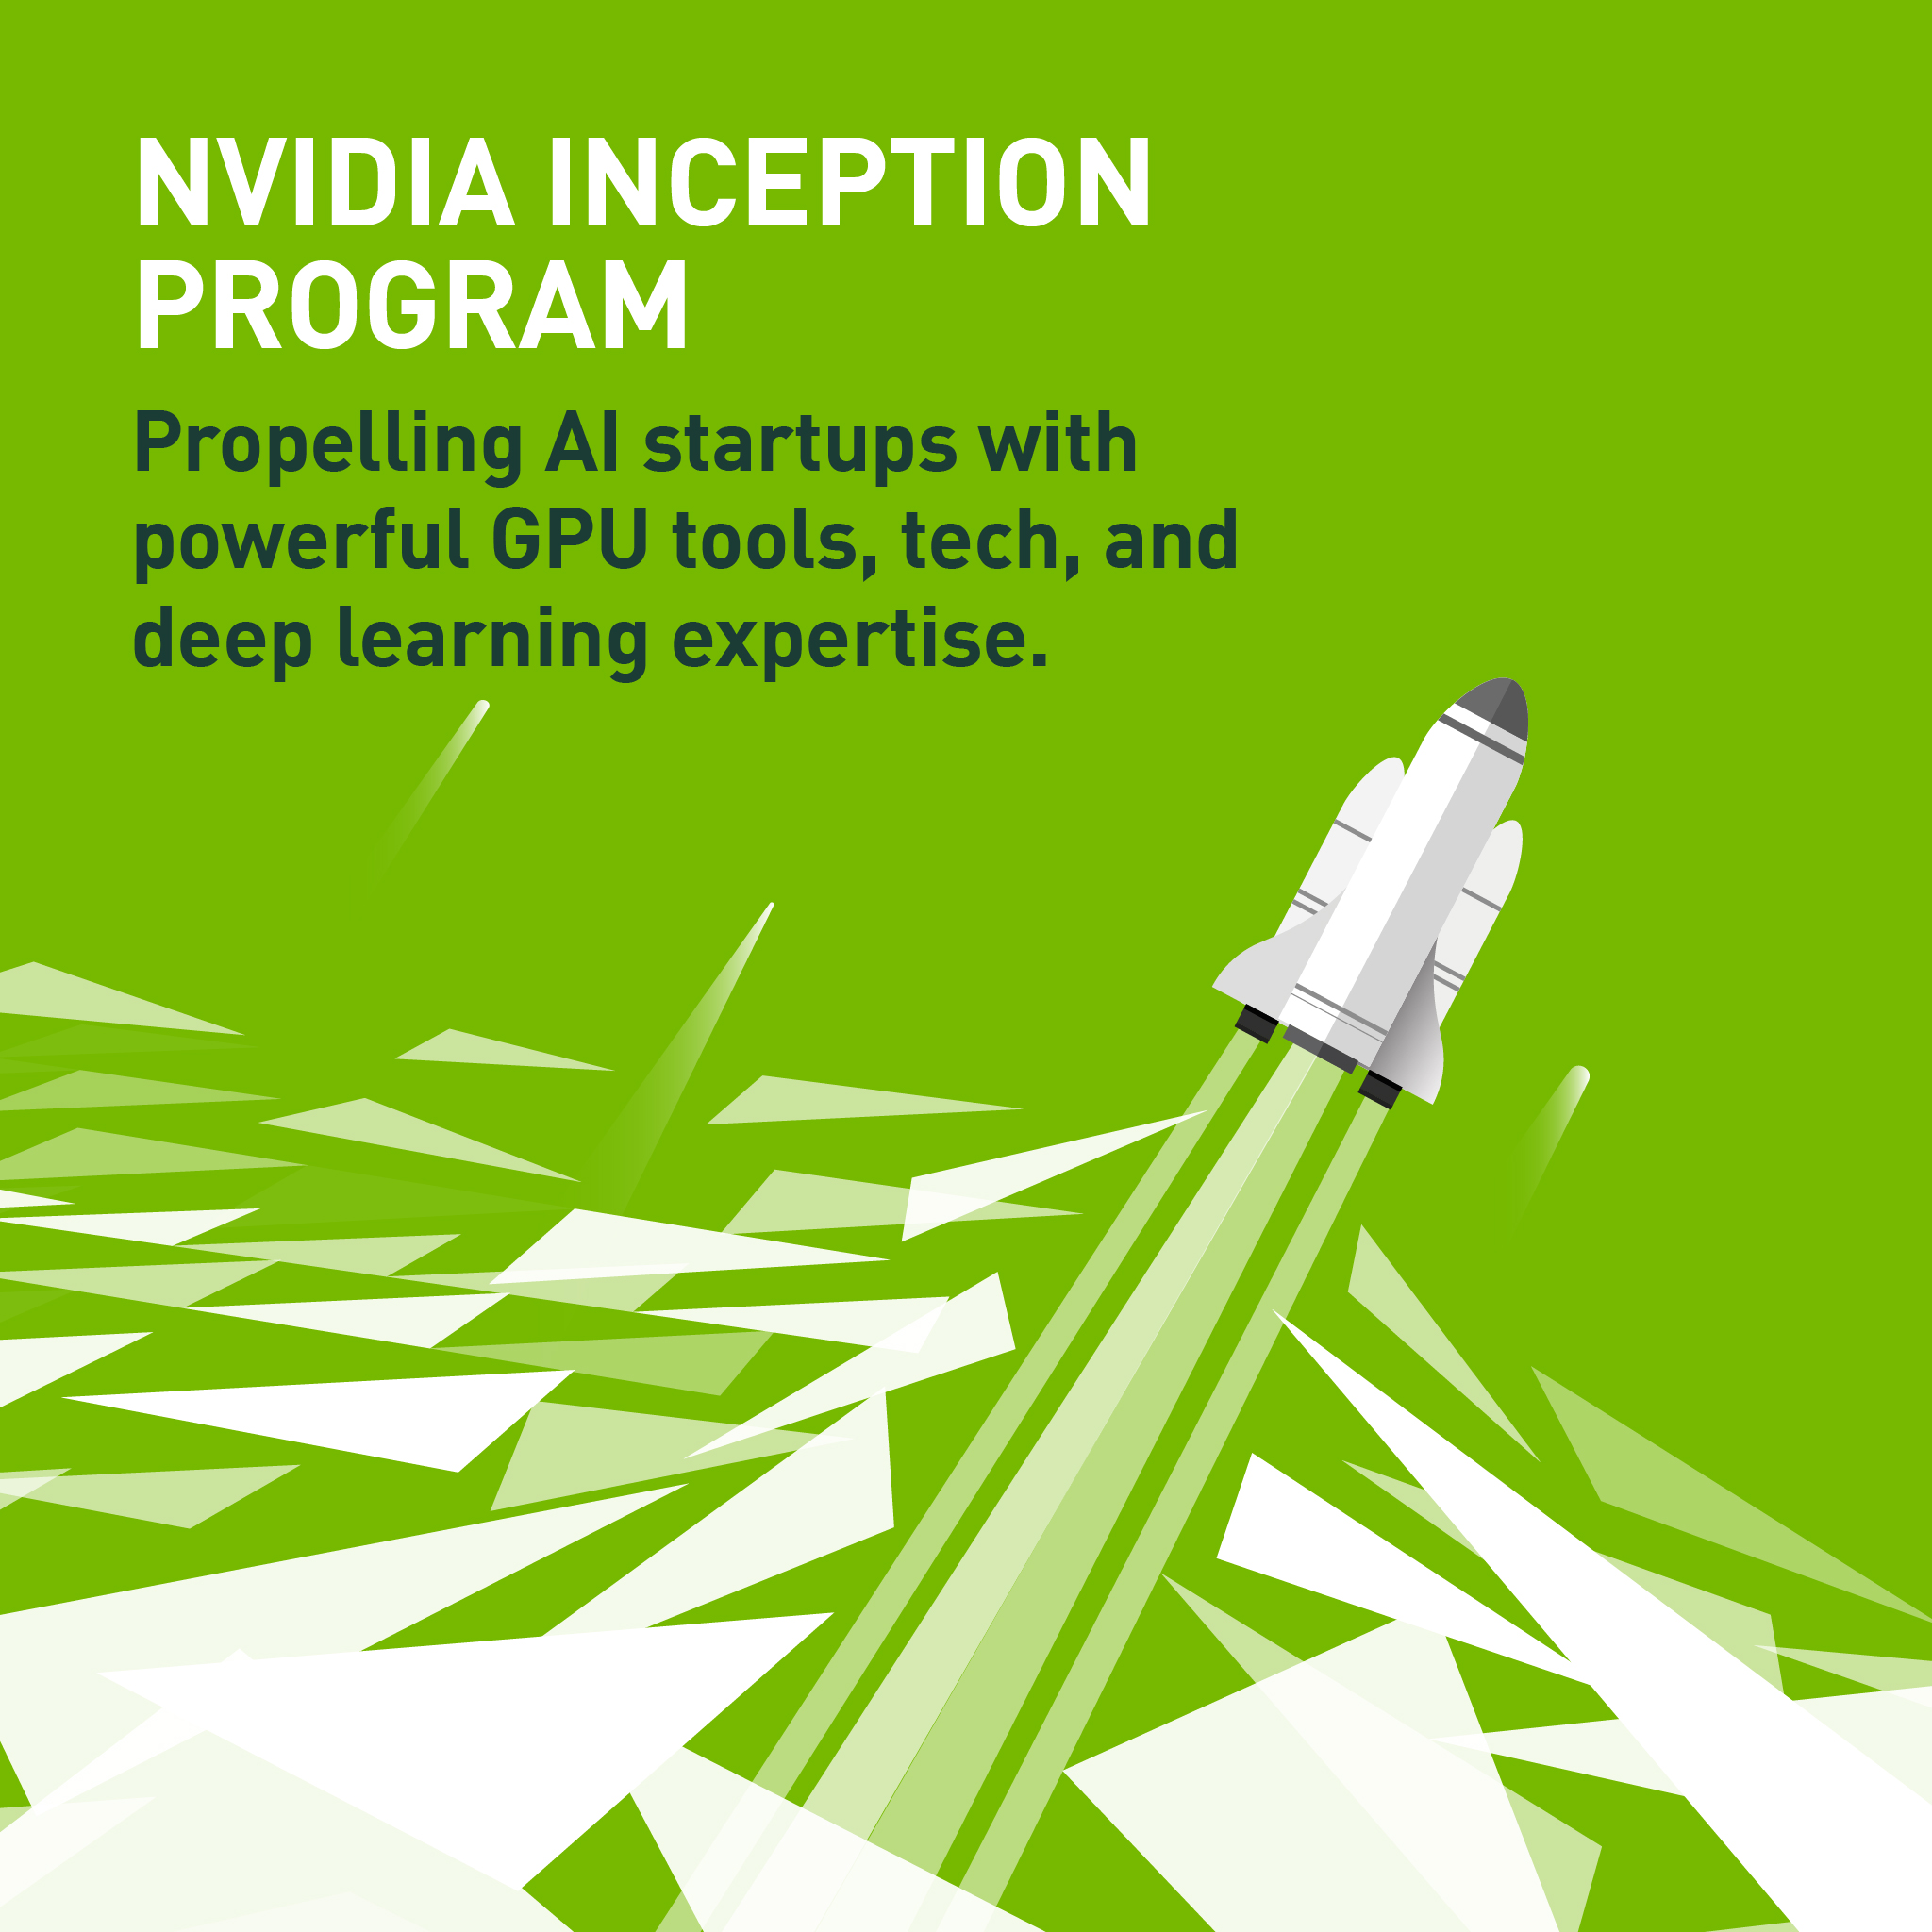 NVIDIA INCEPTION
PROGRAM
Propelling AI startups with
powerful GPU tools, tech, and
deep learning expertise.